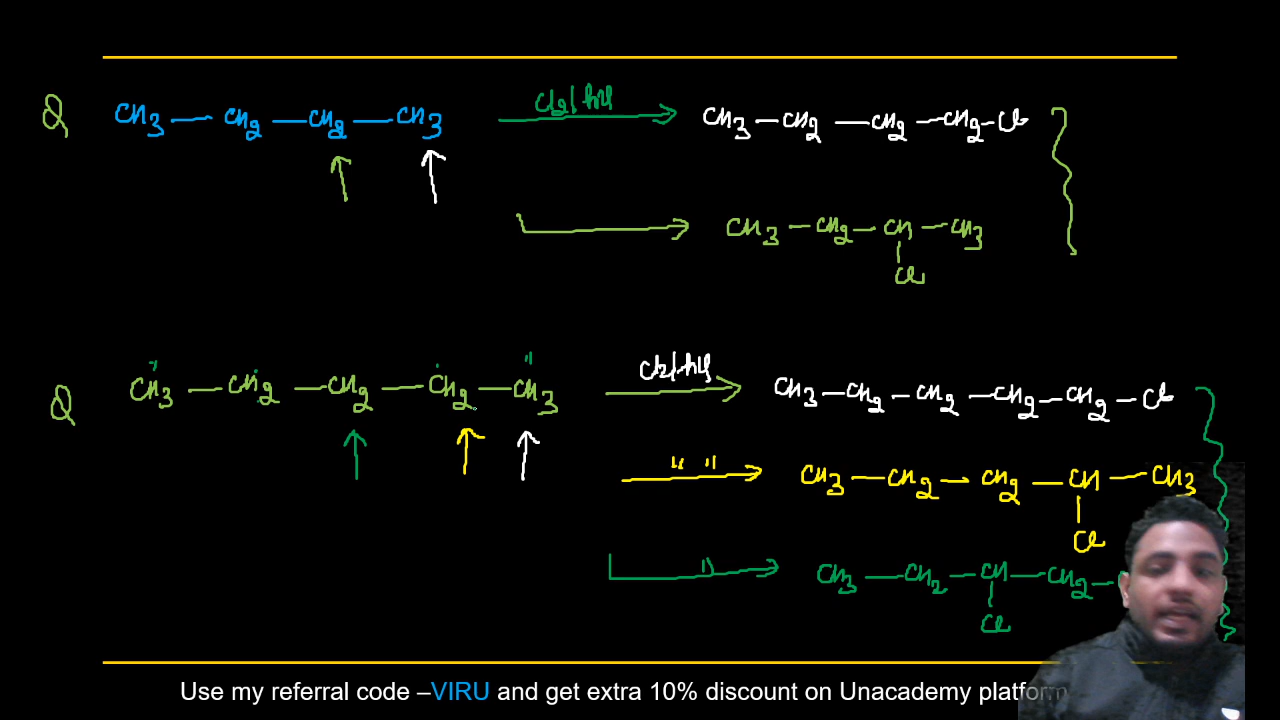 Q CH3 — CH2 — CH2 — CH3 Cl2/hν CH3 — CH2 — CH2 — CH2 — Cl
CH3 — CH2 — CH — CH3
Cl
Q CH3 — CH2 — CH2 — CH2 — CH3 Cl2/hν CH3 — CH2 — CH2 — CH2 — CH2 — Cl
" " CH3 — CH2 — CH2 — CH — CH3
Cl
" CH3 — CH2 — CH — CH2 —
Cl
Use my referral code –VIRU and get extra 10% discount on Unacademy platform